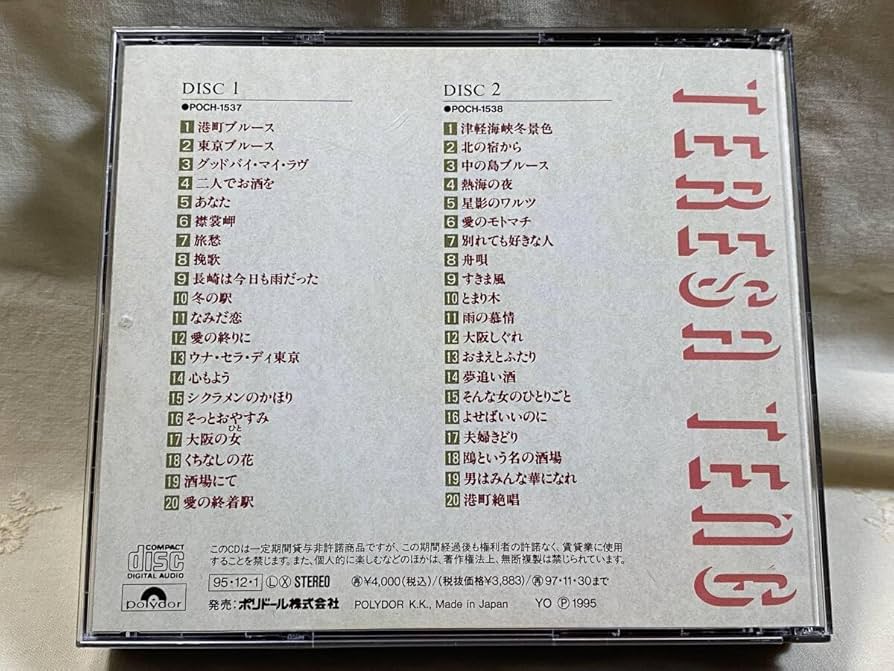 DISC 1
●POCH-1537
1 港町ブルース
2 東京ブルース
3 グッドバイ・マイ・ラヴ
4 二人でお酒を
5 あなた
6 襟裳岬
7 旅愁
8 挽歌
9 長崎は今日も雨だった
10 冬の駅
11 なみだ恋
12 愛の終りに
13 ウナ・セラ・ディ東京
14 心もよう
15 シクラメンのかほり
16 そっとおやすみ
ひと
17 大阪の女
18 くちなしの花
19 酒場にて
20 愛の終着駅
DISC 2
●POCH-1538
1 津軽海峡冬景色
2 北の宿から
3 中の島ブルース
4 熱海の夜
5 星影のワルツ
6 愛のモトマチ
7 別れても好きな人
8 舟唄
9 すきま風
10 とまり木
11 雨の慕情
12 大阪しぐれ
13 おまえとふたり
14 夢追い酒
15 そんな女のひとりごと
16 よせばいいのに
17 夫婦きどり
18 鴎という名の酒場
19 男はみんな華になれ
20 港町絶唱
TERESA TENG
COMPACT
disc
DIGITAL AUDIO
このCDは一定期間貸与非許諾商品ですが、この期間経過後も権利者の許諾なく、賃貸業に使用
することを禁じます。また、個人的に楽しむなどのほかは、著作権法上、無断複製は禁じられています。
polydor
95・12・1 Ⓛ Ⓧ STEREO
㊢¥4,000(税込)/(税抜価格¥3,883)/㊢97・11・30まで
発売:ポリドール株式会社
POLYDOR K.K., Made in Japan
YO Ⓟ 1995